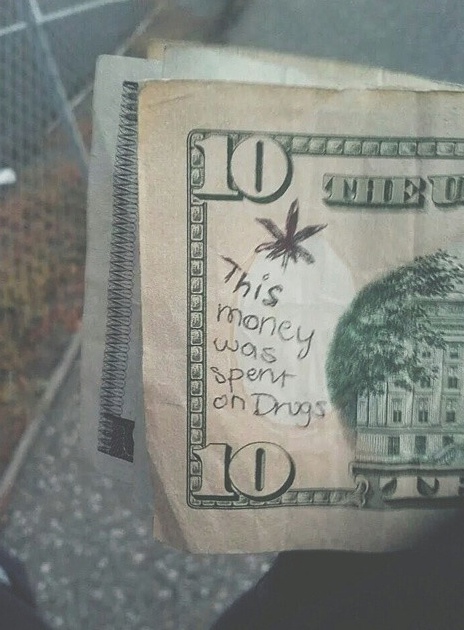 10
THE U
This
money
was
spent
on Drugs
10